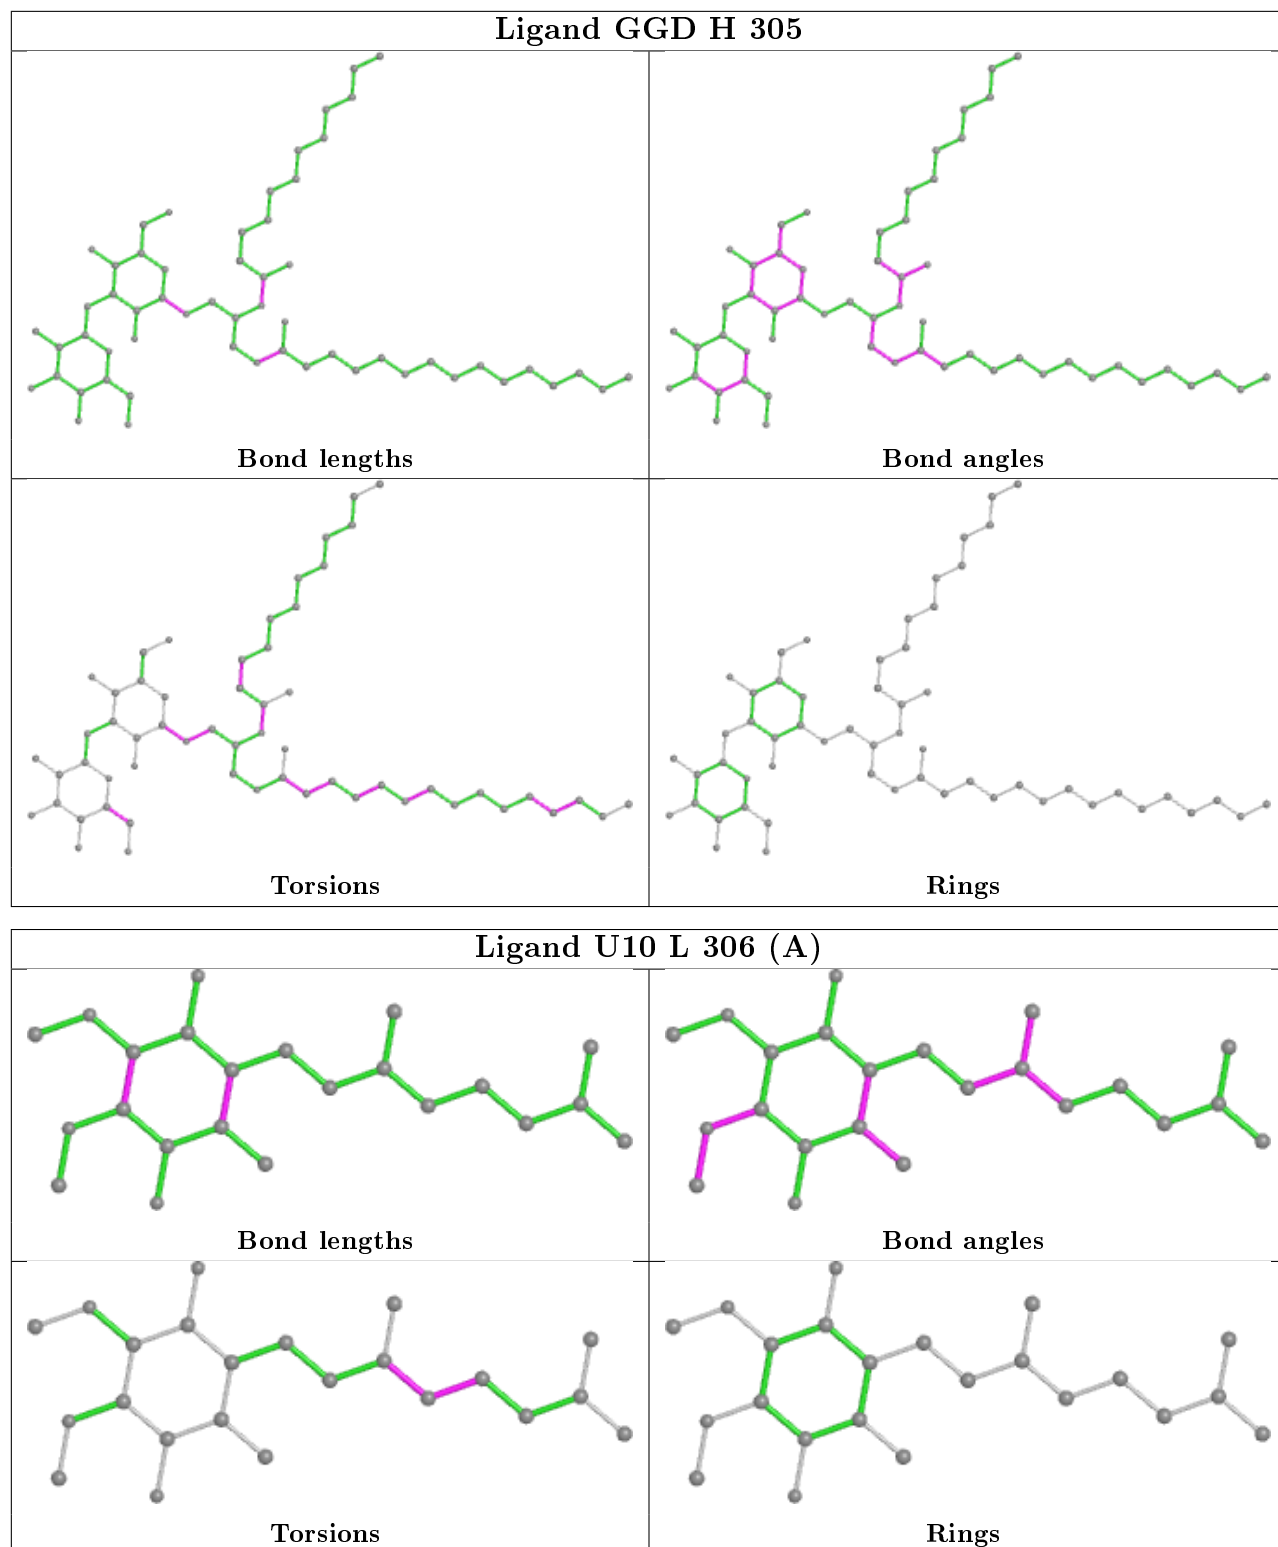 Ligand GGD H 305
Bond lengths
Bond angles
Torsions
Rings
Ligand U10 L 306 (A)
Bond lengths
Bond angles
Torsions
Rings